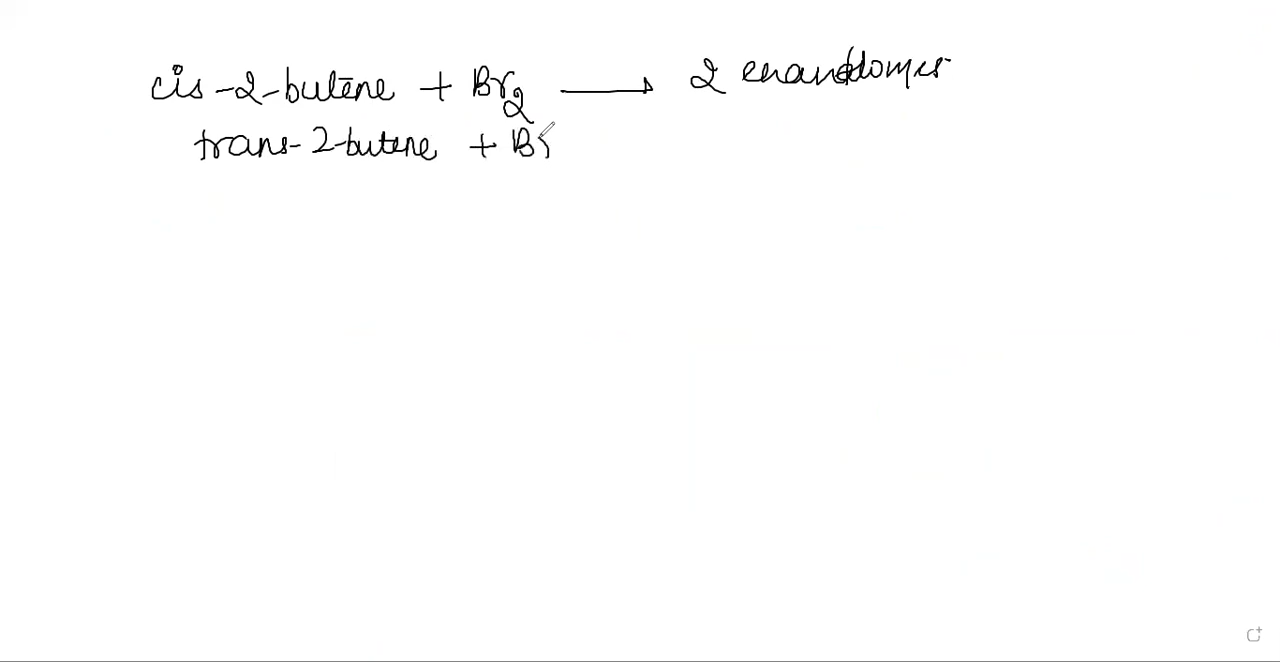 cis-2-butene + Br2 → 2 enantiomers
trans-2-butene + Br